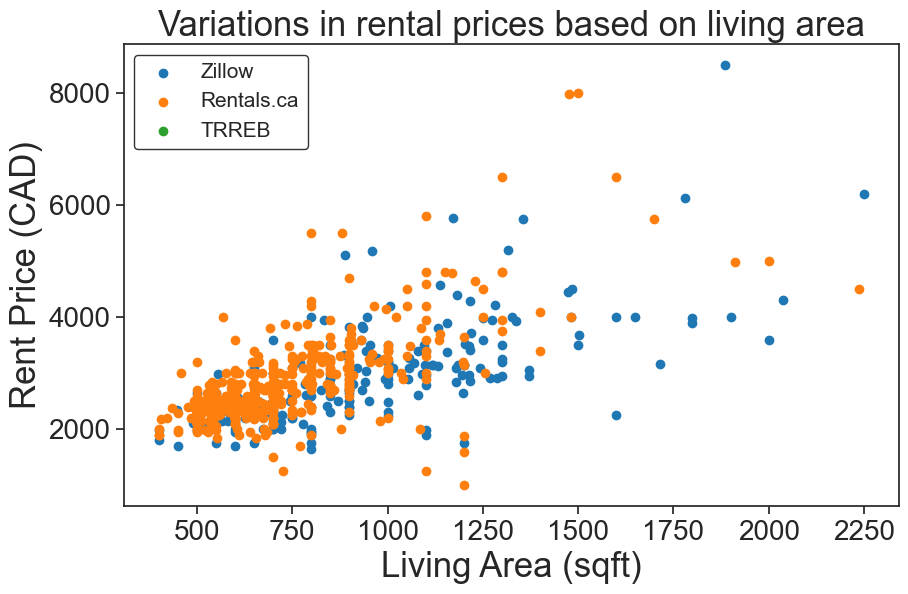 Variations in rental prices based on living area
Zillow
Rentals.ca
TRREB
Rent Price (CAD)
8000
6000
4000
2000
500 750 1000 1250 1500 1750 2000 2250
Living Area (sqft)